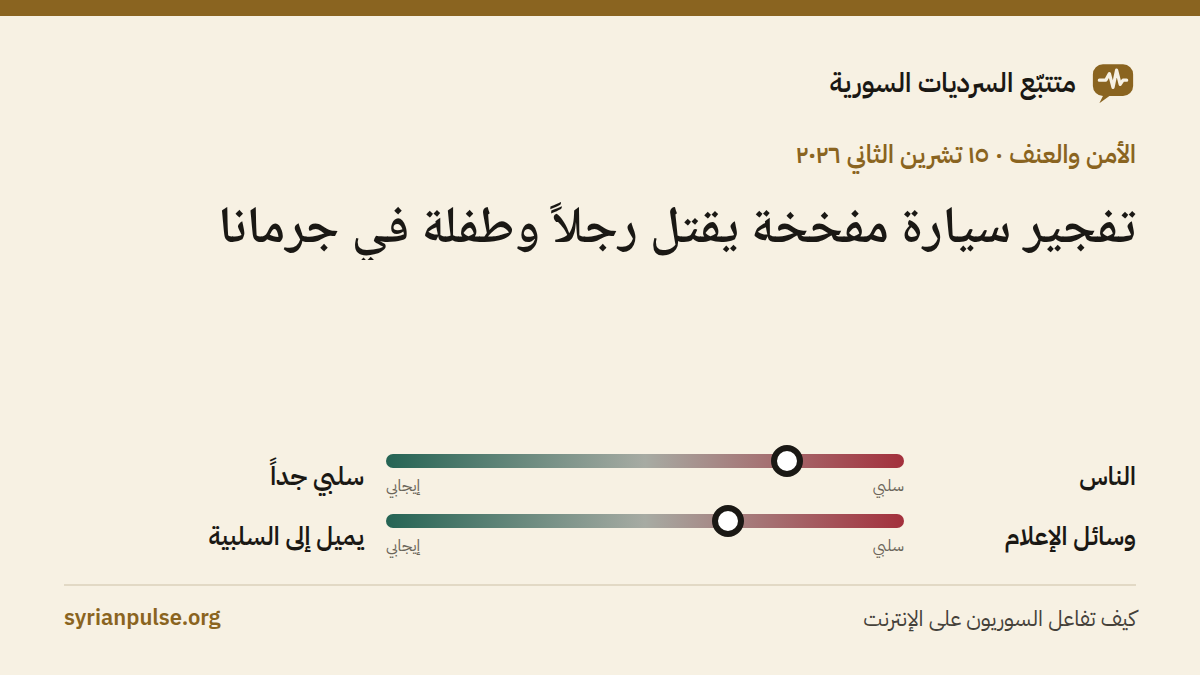 متتبّع السرديات السورية
الأمن والعنف · ١٥ تشرين الثاني ٢٠٢٦
تفجير سيارة مفخخة يقتل رجلاً وطفلة في جرمانا
الناس
سلبي
إيجابي
سلبي جداً
وسائل الإعلام
سلبي
إيجابي
يميل إلى السلبية
كيف تفاعل السوريون على الإنترنت
syrianpulse.org